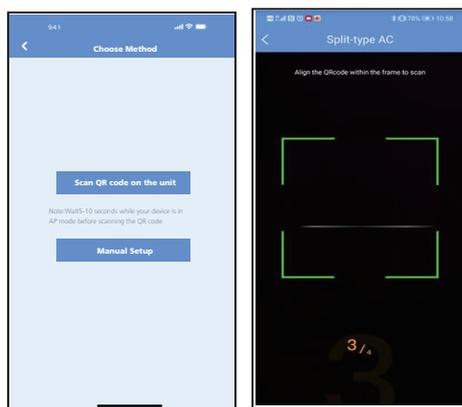 9:41
Choose Method
Scan QR code on the unit
Note:Wait5-10 seconds while your device is in
AP mode before scanning the QR code.
Manual Setup
78% 10:58
Split-type AC
Align the QRcode within the frame to scan
3/4
3